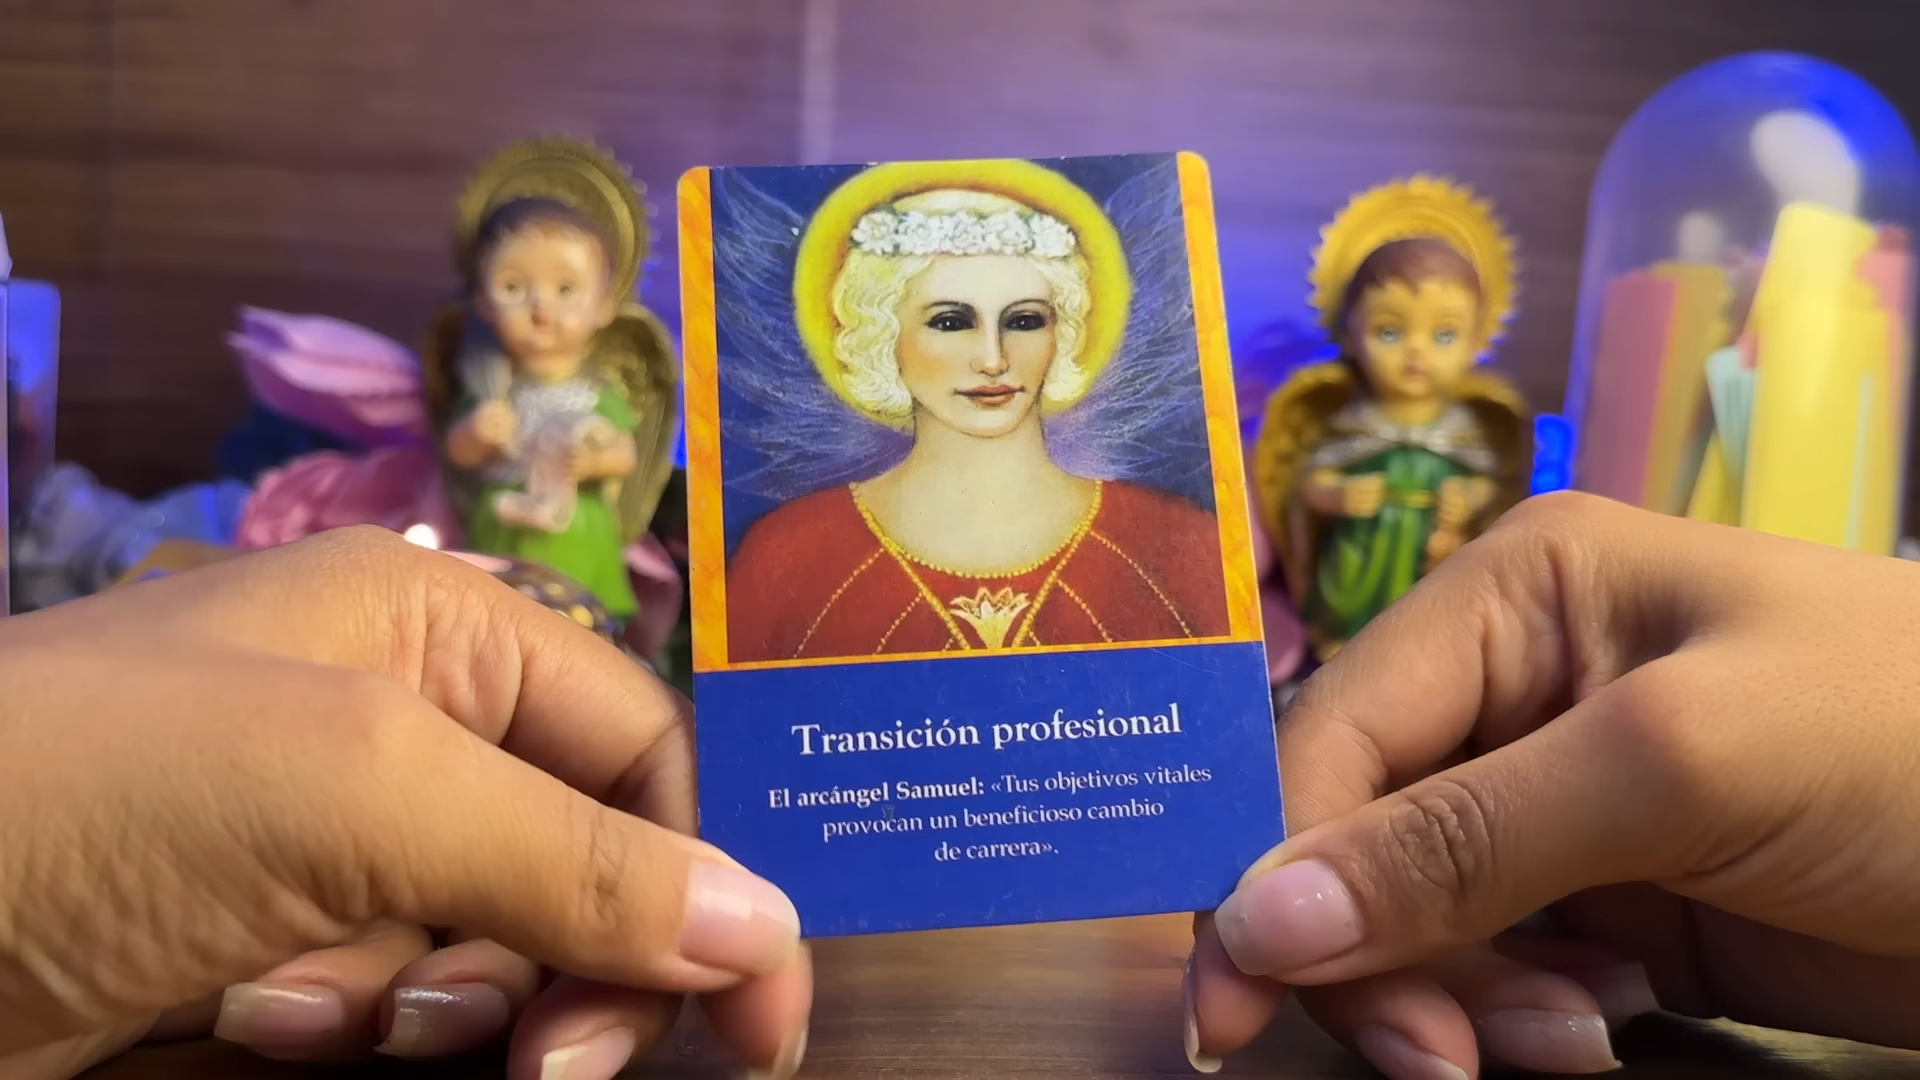 Transición profesional
El arcángel Samuel: «Tus objetivos vitales
provocan un beneficioso cambio
de carrera».